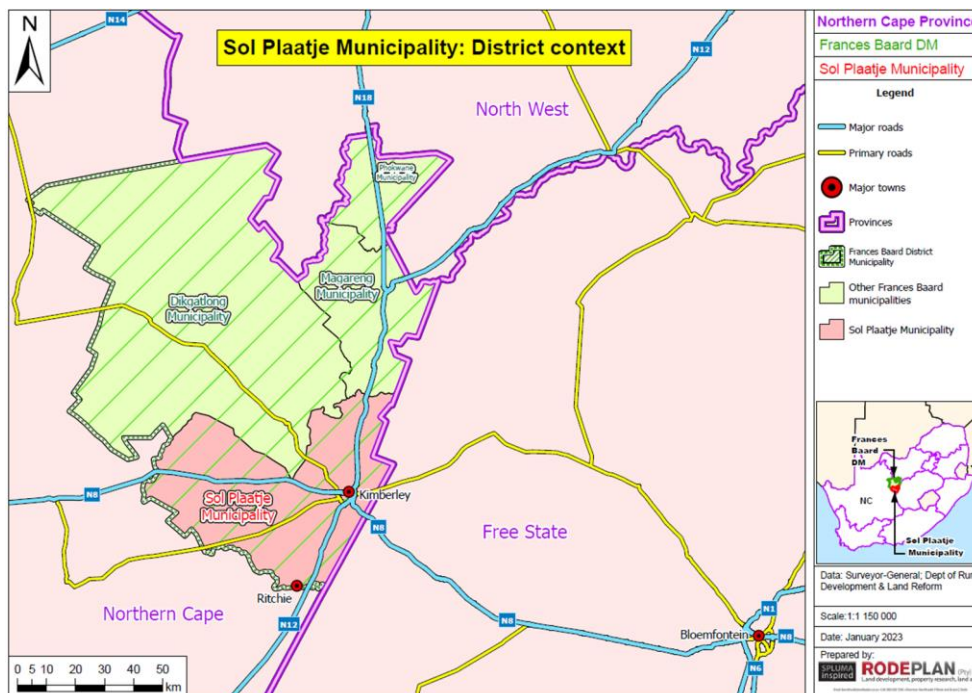 N
Sol Plaatje Municipality: District context
N14
N18
N12
North West
Phokwane
Municipality
Magareng
Municipality
Dikgatlong
Municipality
Sol Plaatje
Municipality
N8
Kimberley
N8
Free State
Ritchie
Northern Cape
N12
N8
Bloemfontein
N1
N8
N6
0 5 10 20 30 40 50
km
Northern Cape Provinc
Frances Baard DM
Sol Plaatje Municipality
Legend
Major roads
Primary roads
Major towns
Provinces
Frances Baard District
Municipality
Other Frances Baard
municipalities
Sol Plaatje Municipality
Frances
Baard
DM
NC
Sol Plaatje
Municipality
Data: Surveyor-General; Dept of Rur
Development & Land Reform
Scale:1:1 150 000
Date: January 2023
Prepared by:
SPLUMA
inspired
RODEPLAN (Pty)
Land development, property research, land a